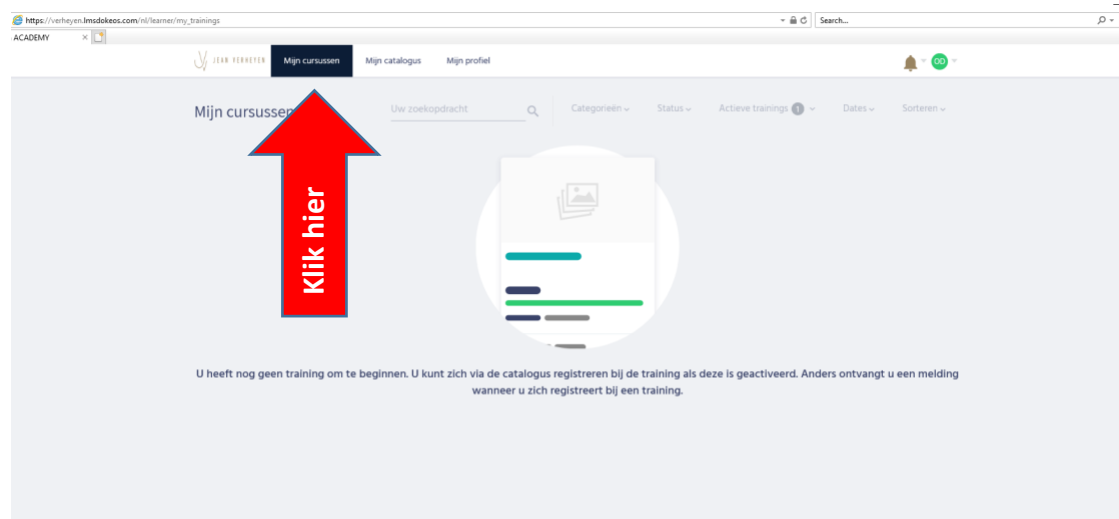 https://verheyen.lmsdokeos.com/nl/learner/my_trainings
Search...
ACADEMY
JEAN VERHEYEN
Mijn cursussen
Mijn catalogus
Mijn profiel
OD
Mijn cursussen
Uw zoekopdracht
Categorieën
Status
Actieve trainings 1
Dates
Sorteren
Klik hier
U heeft nog geen training om te beginnen. U kunt zich via de catalogus registreren bij de training als deze is geactiveerd. Anders ontvangt u een melding
wanneer u zich registreert bij een training.